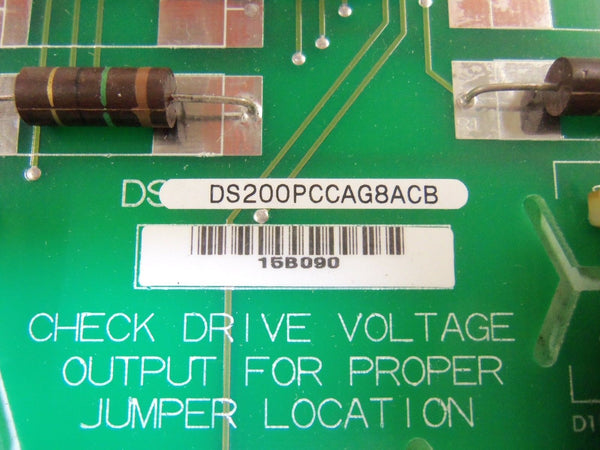 DS DS200PCCAG8ACB
15B090
CHECK DRIVE VOLTAGE
OUTPUT FOR PROPER
JUMPER LOCATION
D1